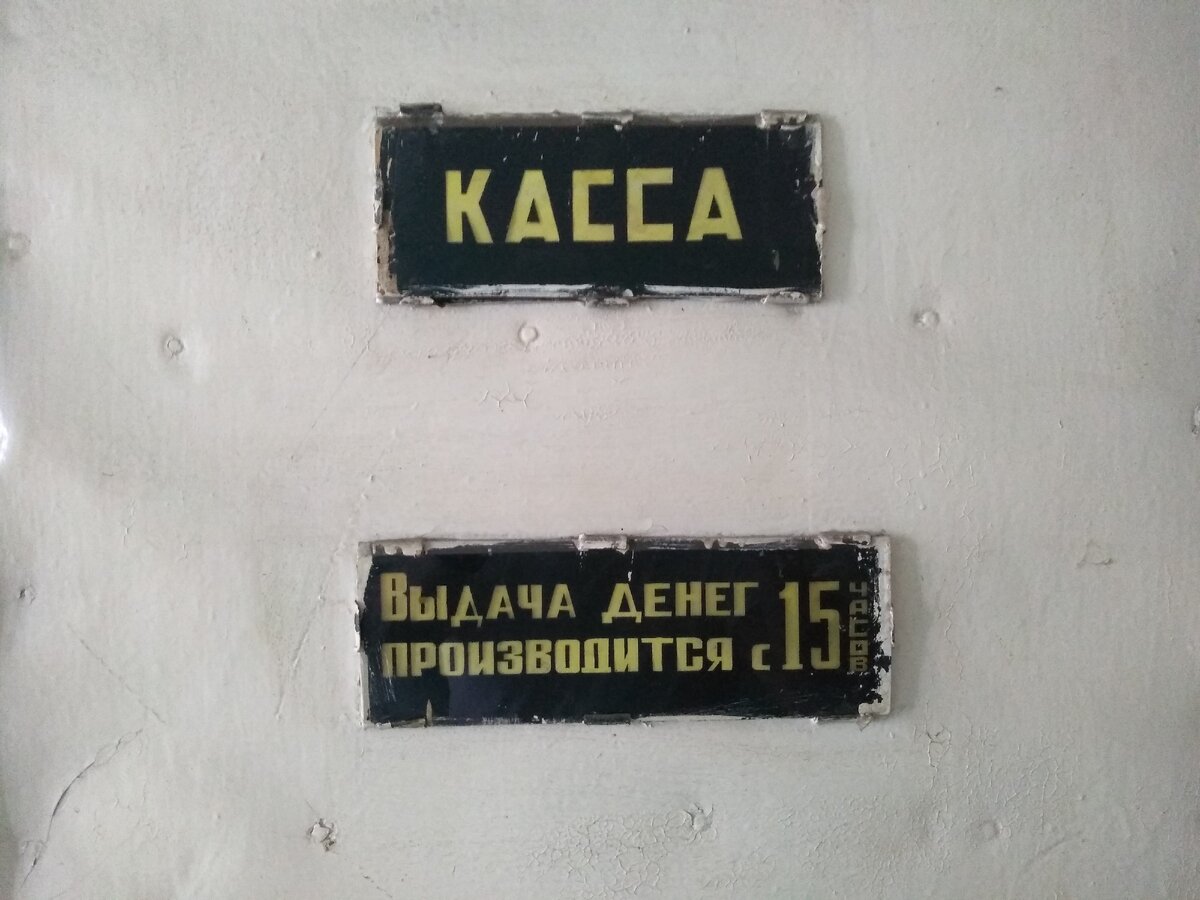 КАССА
Выдача денег
производится с 15 часов